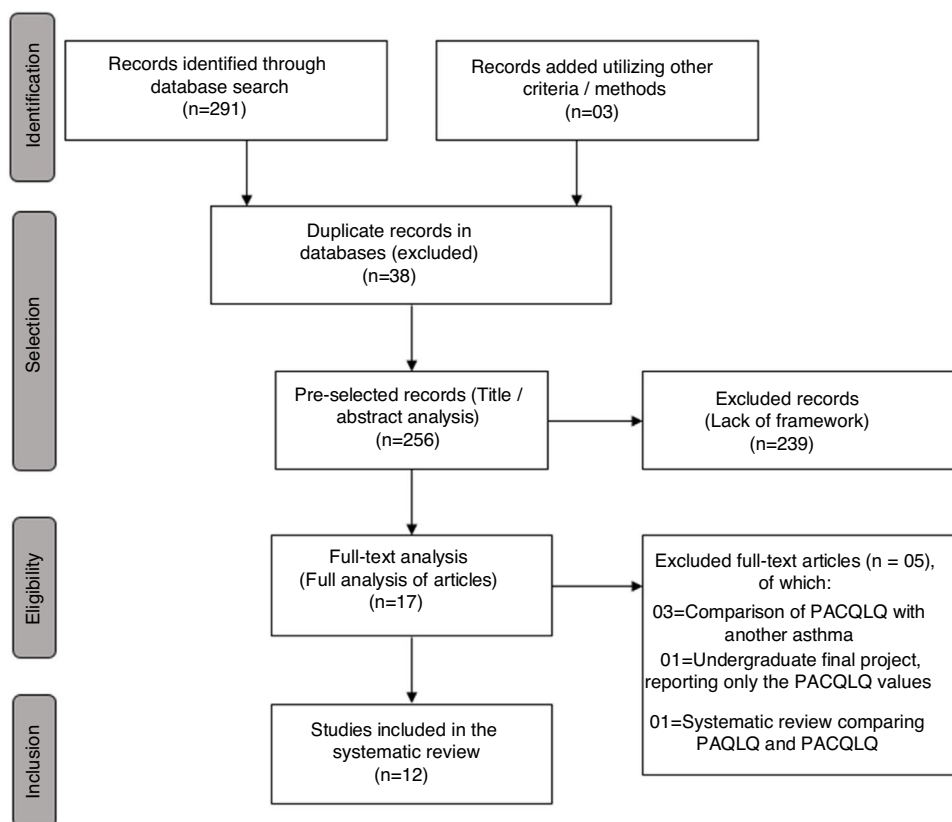 Identification
Records identified through
database search
(n=291)
Records added utilizing other
criteria / methods
(n=03)
Selection
Duplicate records in
databases (excluded)
(n=38)
Pre-selected records (Title /
abstract analysis)
(n=256)
Excluded records
(Lack of framework)
(n=239)
Eligibility
Full-text analysis
(Full analysis of articles)
(n=17)
Excluded full-text articles (n = 05),
of which:
03=Comparison of PACQLQ with
another asthma
01=Undergraduate final project,
reporting only the PACQLQ values
01=Systematic review comparing
PAQLQ and PACQLQ
Inclusion
Studies included in the
systematic review
(n=12)